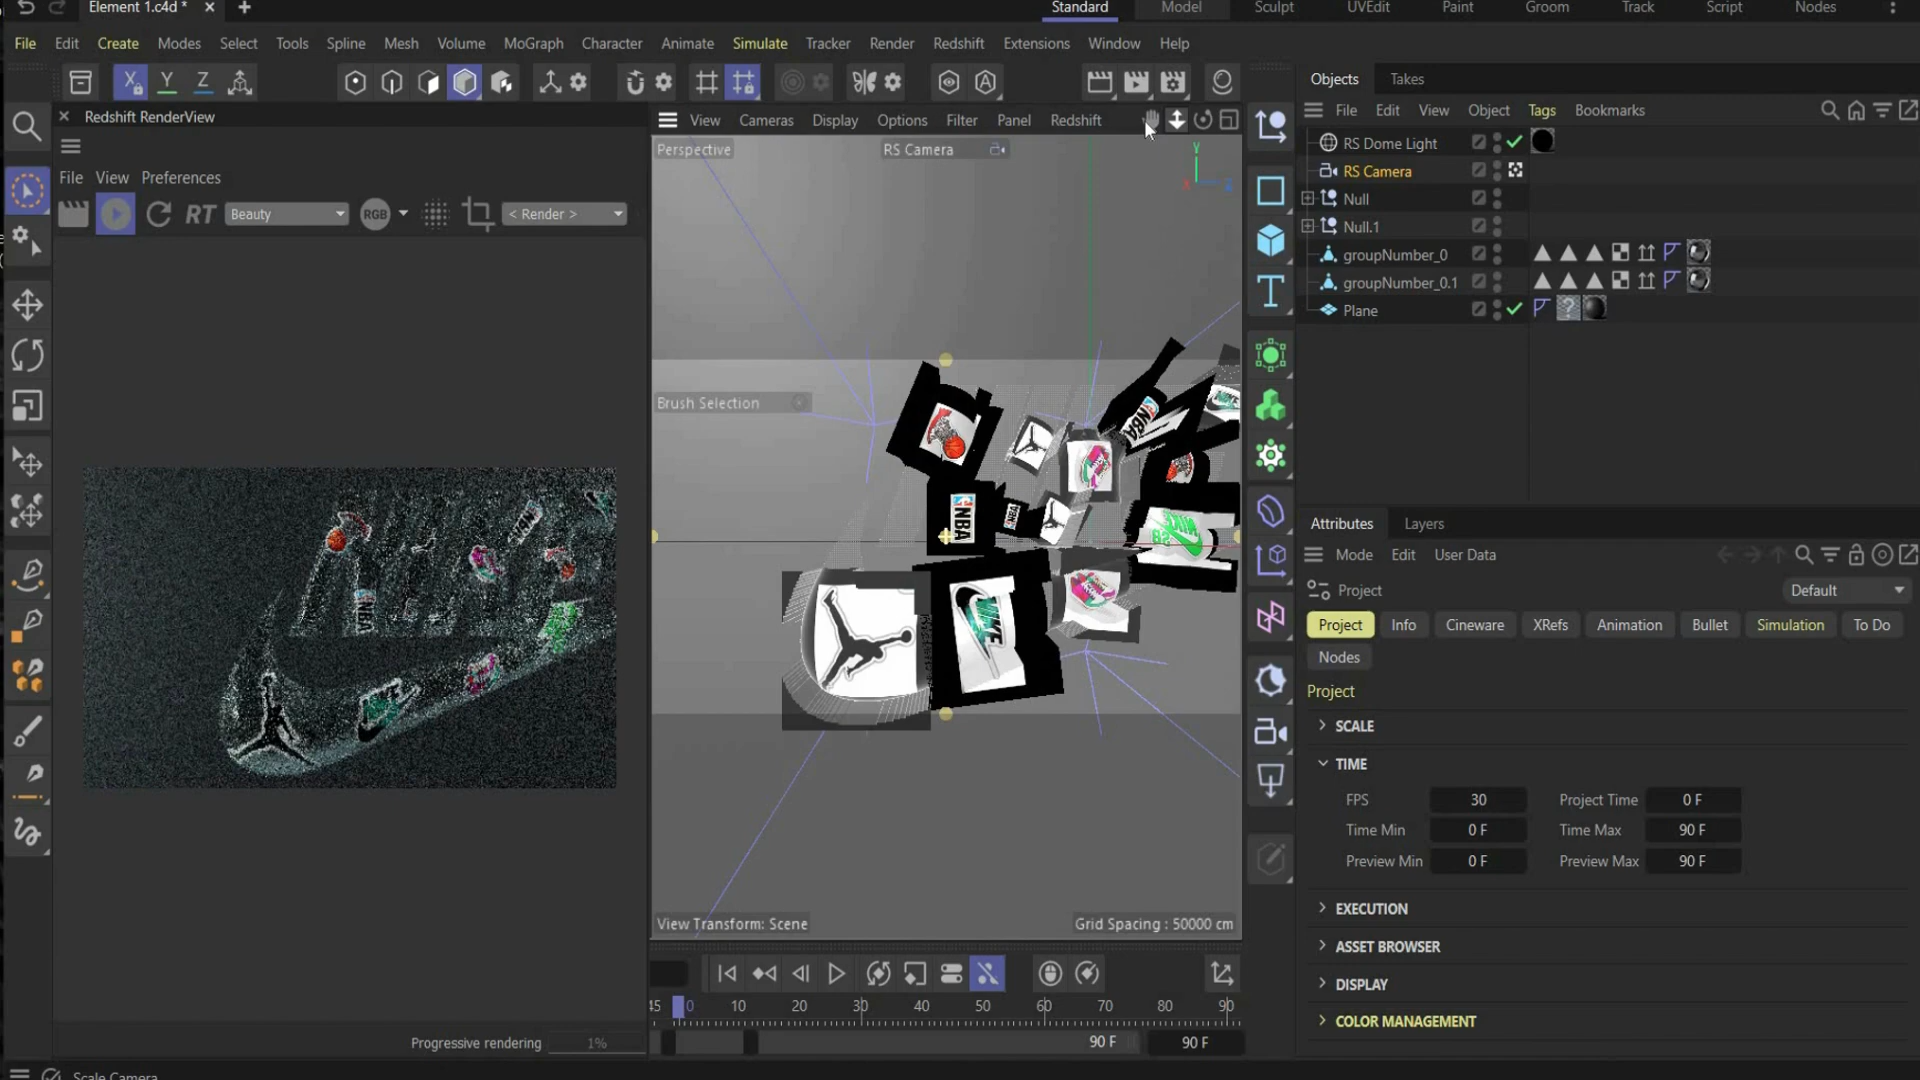 Element 1.c4d *
Standard
Model
Sculpt
UVEdit
Paint
Groom
Track
Script
Nodes
File Edit Create Modes Select Tools Spline Mesh Volume MoGraph Character Animate Simulate Tracker Render Redshift Extensions Window Help
X Y Z
Redshift RenderView
File View Preferences
RT Beauty RGB < Render >
Progressive rendering 1%
View Cameras Display Options Filter Panel Redshift
Perspective
RS Camera
Y
X
Z
Brush Selection
NBA
NBA
NBA
NIKE
NIKE
View Transform: Scene
Grid Spacing : 50000 cm
45 0 10 20 30 40 50 60 70 80 90
90 F
90 F
Scale Camera
Objects Takes
File Edit View Object Tags Bookmarks
RS Dome Light
RS Camera
Null
Null.1
groupNumber_0
groupNumber_0.1
Plane
Attributes Layers
Mode Edit User Data
Project
Default
Project Info Cineware XRefs Animation Bullet Simulation To Do
Nodes
Project
SCALE
TIME
FPS 30 Project Time 0 F
Time Min 0 F Time Max 90 F
Preview Min 0 F Preview Max 90 F
EXECUTION
ASSET BROWSER
DISPLAY
COLOR MANAGEMENT